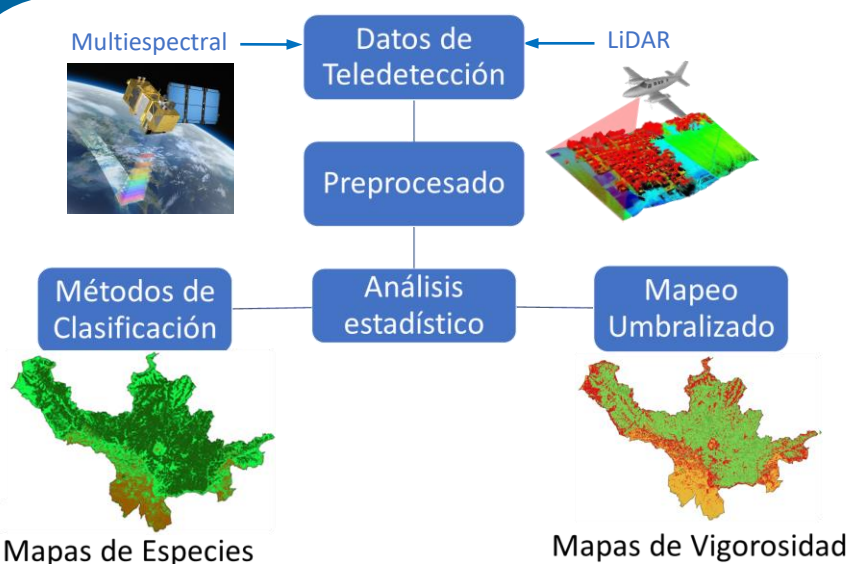 Multiespectral
Datos de
Teledetección
LiDAR
Preprocesado
Métodos de
Clasificación
Análisis
estadístico
Mapeo
Umbralizado
Mapas de Especies
Mapas de Vigorosidad